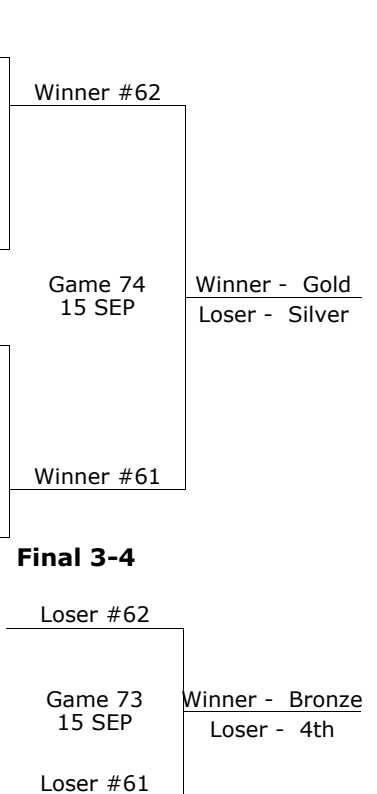 Winner #62
Game 74
15 SEP
Winner - Gold
Loser - Silver
Winner #61
Final 3-4
Loser #62
Game 73
15 SEP
Winner - Bronze
Loser - 4th
Loser #61